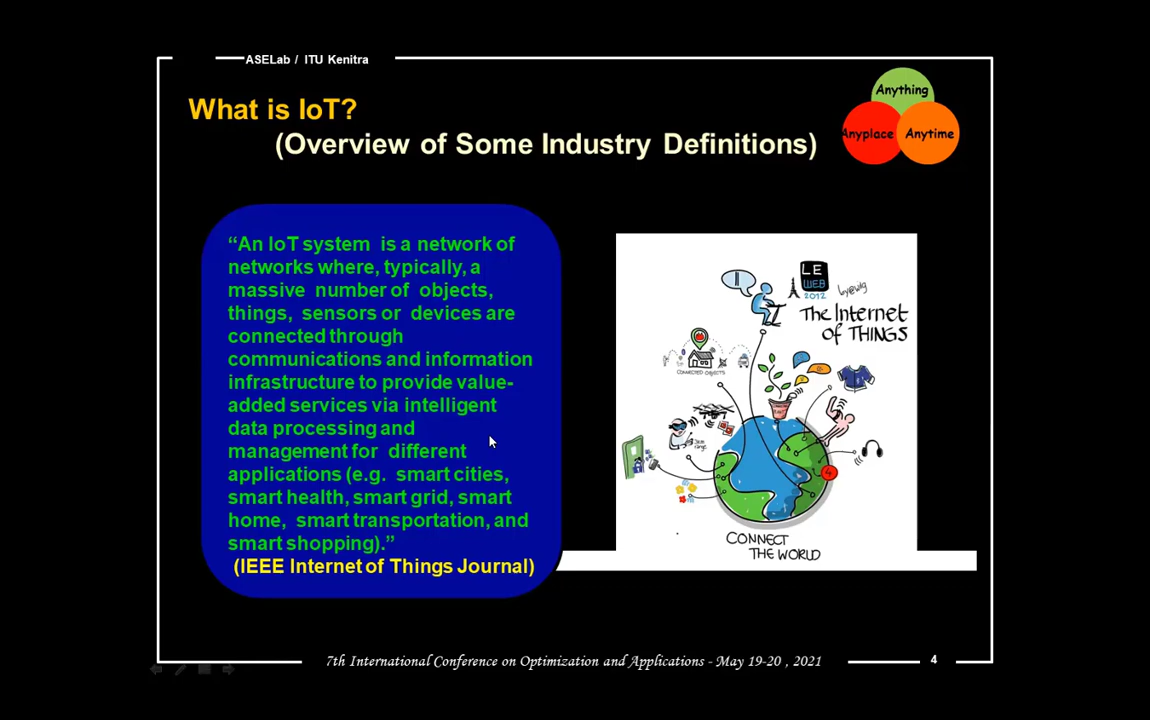 ASELab / ITU Kenitra
What is IoT?
(Overview of Some Industry Definitions)
Anything
Anyplace
Anytime
“An IoT system is a network of
networks where, typically, a
massive number of objects,
things, sensors or devices are
connected through
communications and information
infrastructure to provide value-
added services via intelligent
data processing and
management for different
applications (e.g. smart cities,
smart health, smart grid, smart
home, smart transportation, and
smart shopping).”
(IEEE Internet of Things Journal)
LE
WEB
2012
The Internet
of THINGS
CONNECTED OBJECTS
CONNECT
THE WORLD
7th International Conference on Optimization and Applications - May 19-20 , 2021
4